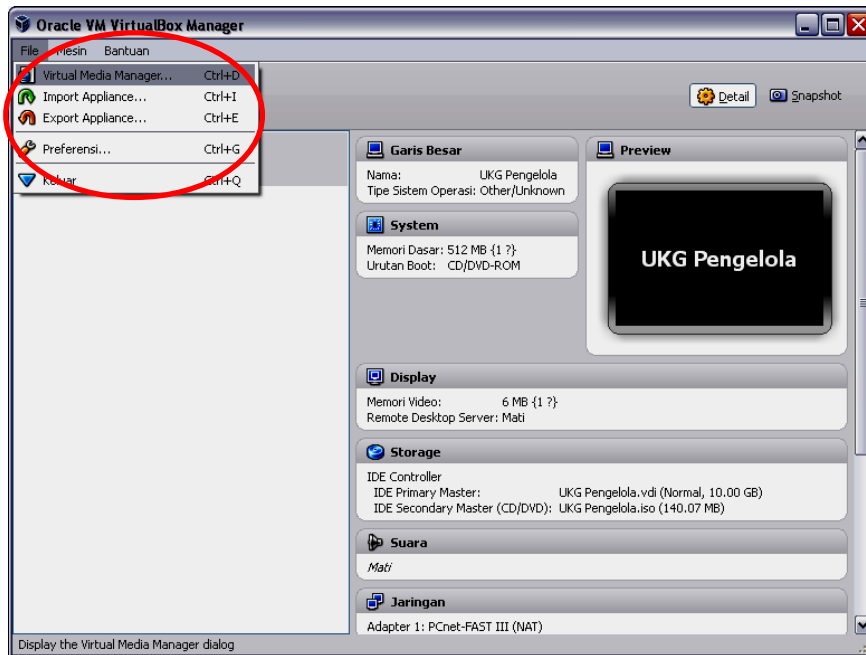 Oracle VM VirtualBox Manager
File Mesin Bantuan
Virtual Media Manager... Ctrl+D
Import Appliance... Ctrl+I
Export Appliance... Ctrl+E
Preferensi... Ctrl+G
Keluar Ctrl+Q
Detail Snapshot
Garis Besar
Nama: UKG Pengelola
Tipe Sistem Operasi: Other/Unknown
System
Memori Dasar: 512 MB {1 ?}
Urutan Boot: CD/DVD-ROM
Preview
UKG Pengelola
Display
Memori Video: 6 MB {1 ?}
Remote Desktop Server: Mati
Storage
IDE Controller
IDE Primary Master: UKG Pengelola.vdi (Normal, 10.00 GB)
IDE Secondary Master (CD/DVD): UKG Pengelola.iso (140.07 MB)
Suara
Mati
Jaringan
Adapter 1: PCnet-FAST III (NAT)
Display the Virtual Media Manager dialog